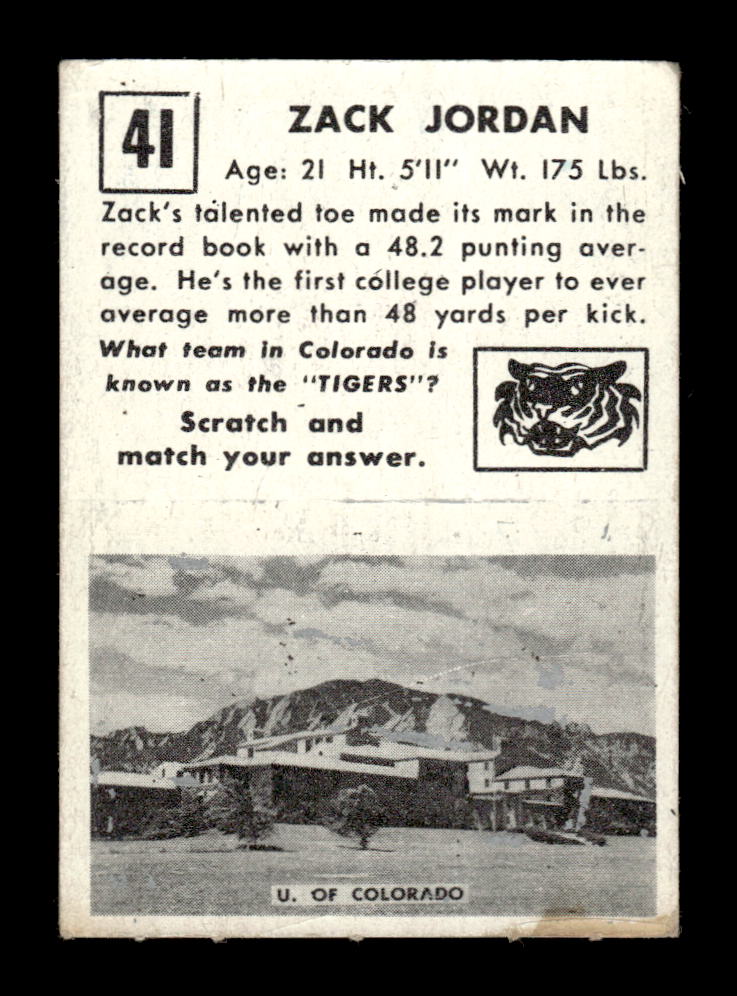 41
ZACK JORDAN
Age: 21 Ht. 5'11" Wt. 175 Lbs.
Zack's talented toe made its mark in the
record book with a 48.2 punting aver-
age. He's the first college player to ever
average more than 48 yards per kick.
What team in Colorado is
known as the "TIGERS"?
Scratch and
match your answer.
U. OF COLORADO